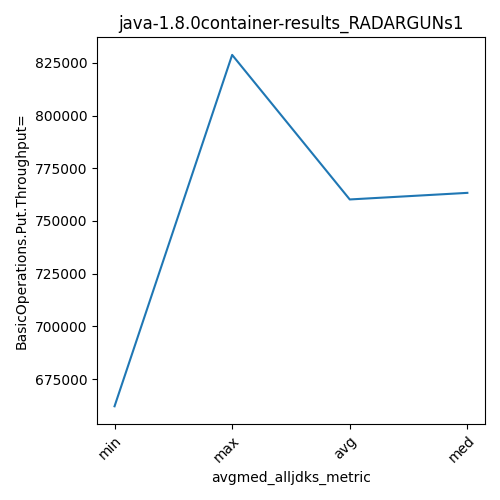 java-1.8.0container-results_RADARGUNs1
BasicOperations.Put.Throughput=
825000
800000
775000
750000
725000
700000
675000
min
max
avg
med
avgmed_alljdks_metric